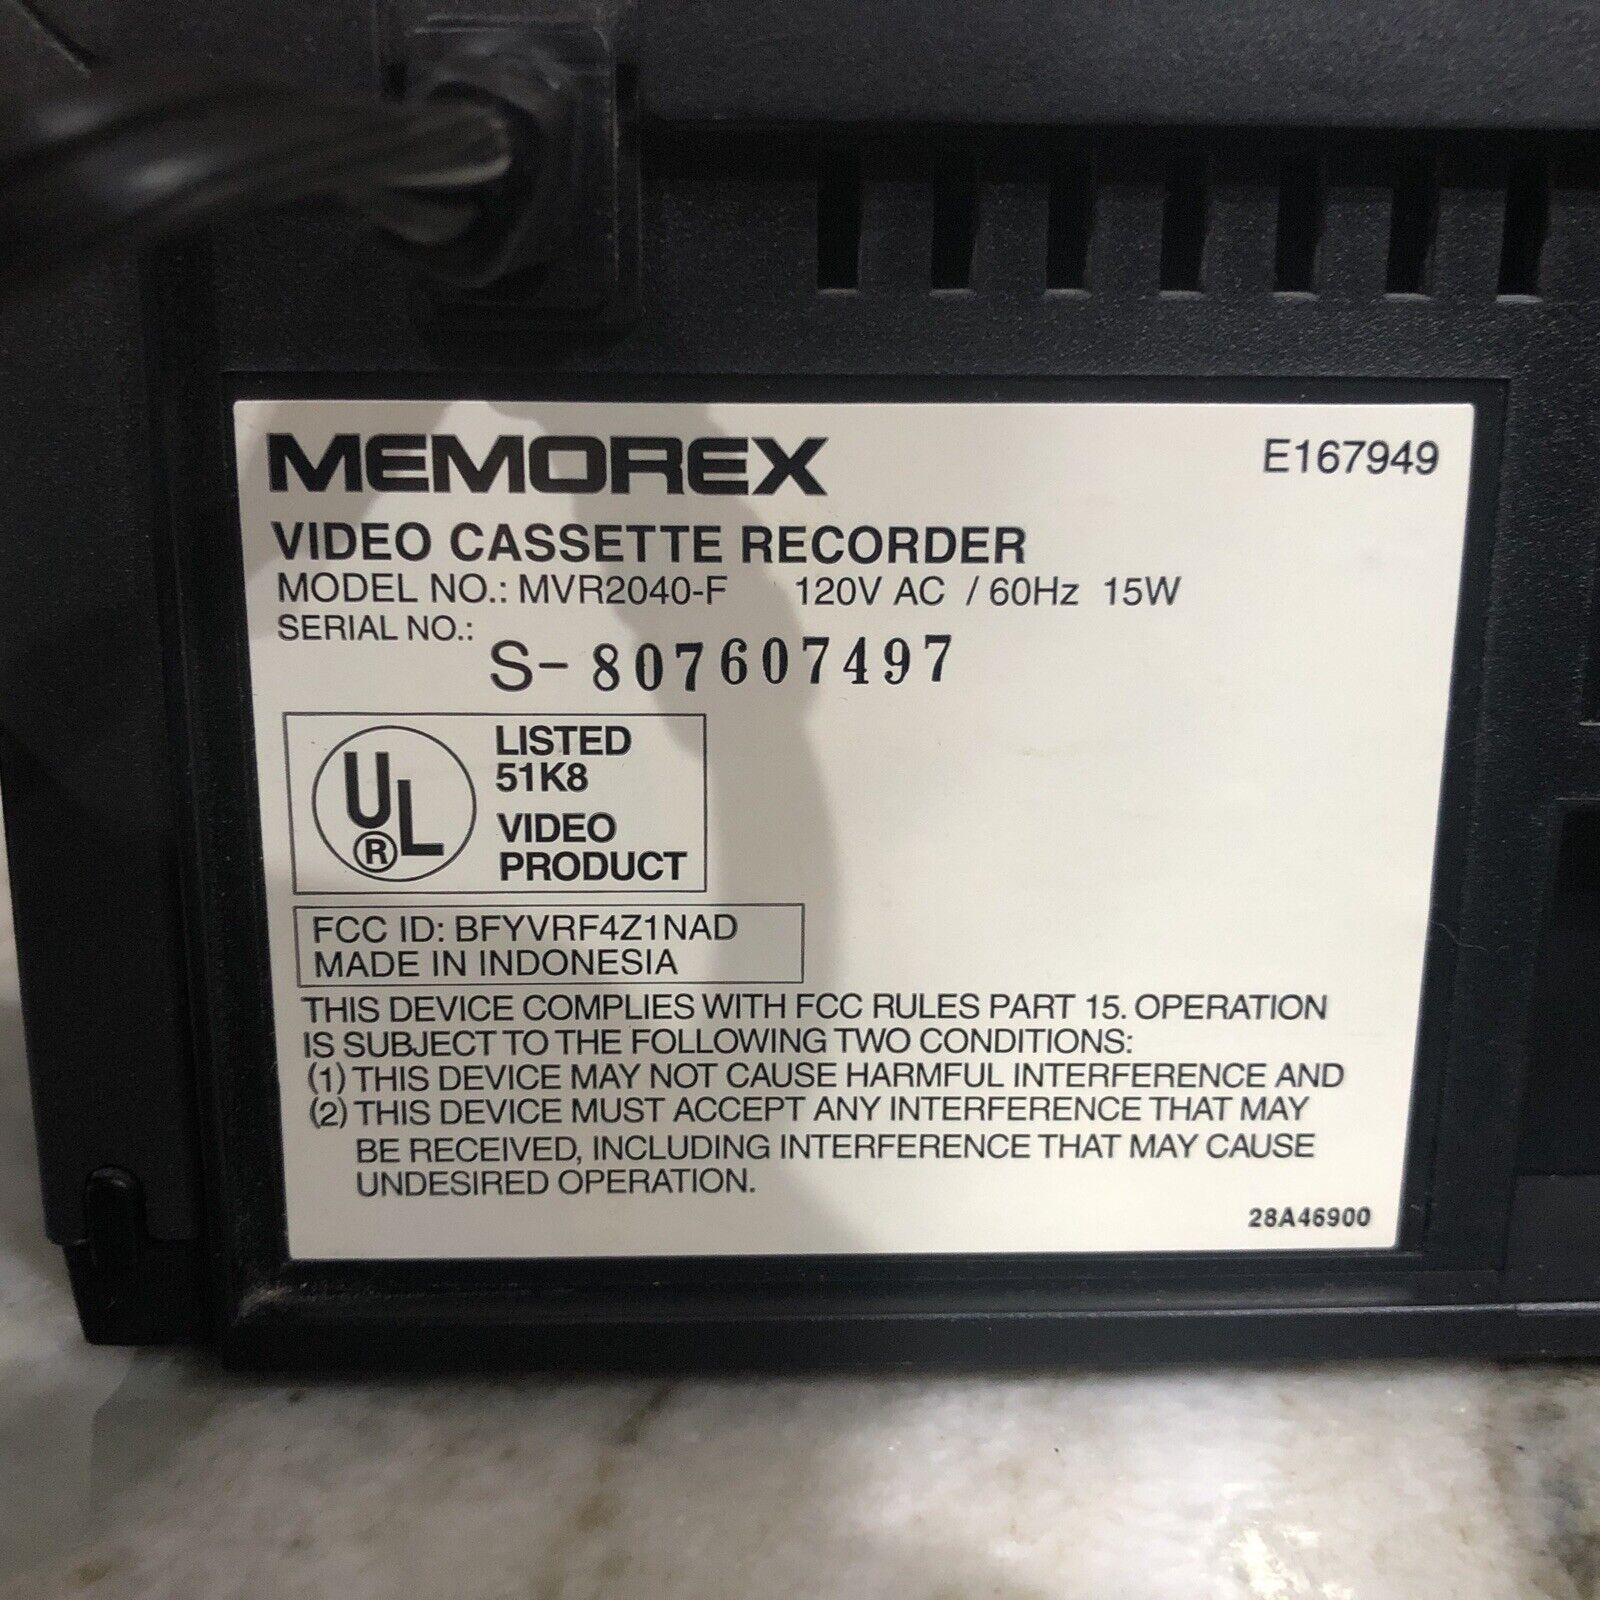 MEMOREX E167949
VIDEO CASSETTE RECORDER
MODEL NO.: MVR2040-F 120V AC / 60Hz 15W
SERIAL NO.:
S-807607497
UL ®
LISTED
51K8
VIDEO
PRODUCT
FCC ID: BFYVRF4Z1NAD
MADE IN INDONESIA
THIS DEVICE COMPLIES WITH FCC RULES PART 15. OPERATION
IS SUBJECT TO THE FOLLOWING TWO CONDITIONS:
(1) THIS DEVICE MAY NOT CAUSE HARMFUL INTERFERENCE AND
(2) THIS DEVICE MUST ACCEPT ANY INTERFERENCE THAT MAY
BE RECEIVED, INCLUDING INTERFERENCE THAT MAY CAUSE
UNDESIRED OPERATION.
28A46900